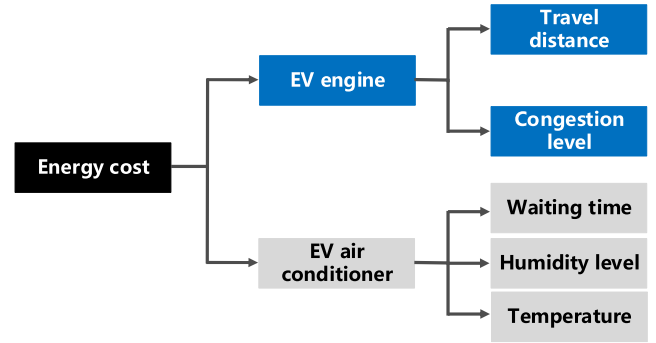 Energy cost
EV engine
Travel
distance
Congestion
level
EV air
conditioner
Waiting time
Humidity level
Temperature